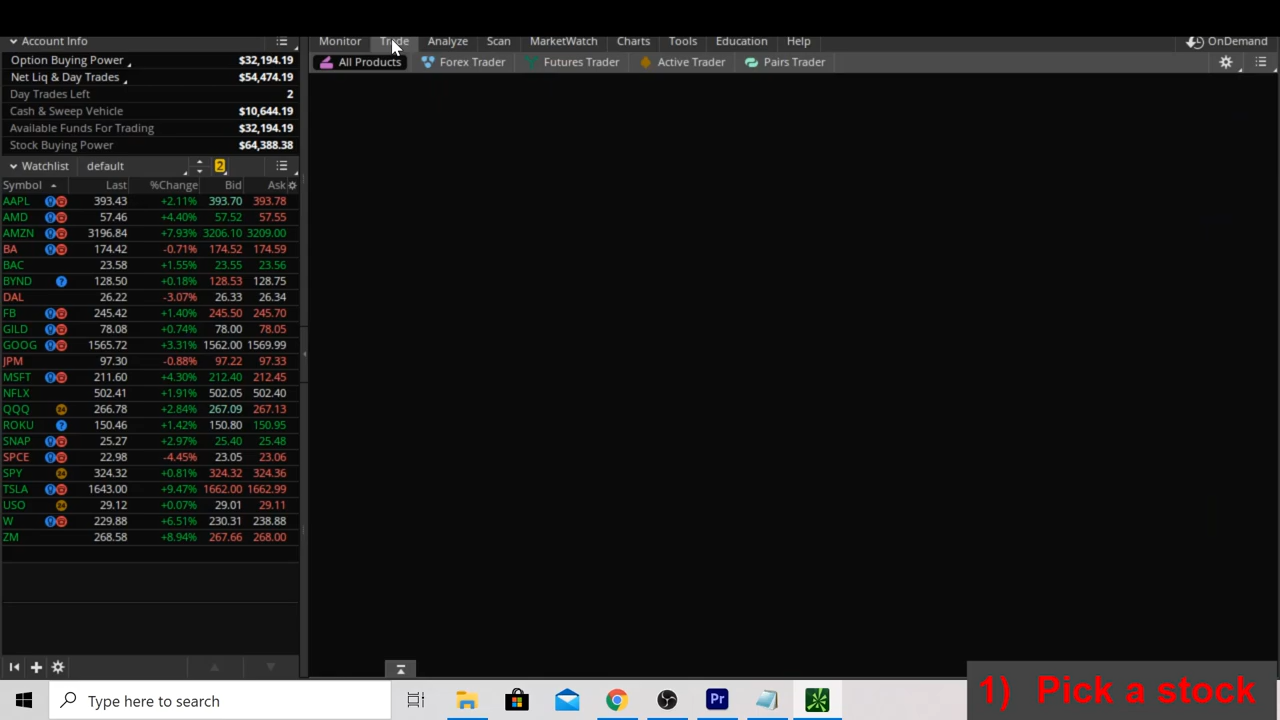 Account Info
Monitor Trade Analyze Scan MarketWatch Charts Tools Education Help OnDemand
All Products Forex Trader Futures Trader Active Trader Pairs Trader
Option Buying Power $32,194.19
Net Liq & Day Trades $54,474.19
Day Trades Left 2
Cash & Sweep Vehicle $10,644.19
Available Funds For Trading $32,194.19
Stock Buying Power $64,388.38
Watchlist default 2
Symbol Last %Change Bid Ask
AAPL 393.43 +2.11% 393.70 393.78
AMD 57.46 +4.40% 57.52 57.55
AMZN 3196.84 +7.93% 3206.10 3209.00
BA 174.42 -0.71% 174.52 174.59
BAC 23.58 +1.55% 23.55 23.56
BYND ? 128.50 +0.18% 128.53 128.75
DAL 26.22 -3.07% 26.33 26.34
FB 245.42 +1.40% 245.50 245.70
GILD 78.08 +0.74% 78.00 78.05
GOOG 1565.72 +3.31% 1562.00 1569.99
JPM 97.30 -0.88% 97.22 97.33
MSFT 211.60 +4.30% 212.40 212.45
NFLX 502.41 +1.91% 502.05 502.40
QQQ 24 266.78 +2.84% 267.09 267.13
ROKU ? 150.46 +1.42% 150.80 150.95
SNAP 25.27 +2.97% 25.40 25.48
SPCE 22.98 -4.45% 23.05 23.06
SPY 24 324.32 +0.81% 324.32 324.36
TSLA 1643.00 +9.47% 1662.00 1662.99
USO 24 29.12 +0.07% 29.01 29.11
W 229.88 +6.51% 230.31 238.88
ZM 268.58 +8.94% 267.66 268.00
1) Pick a stock
Type here to search
Pr